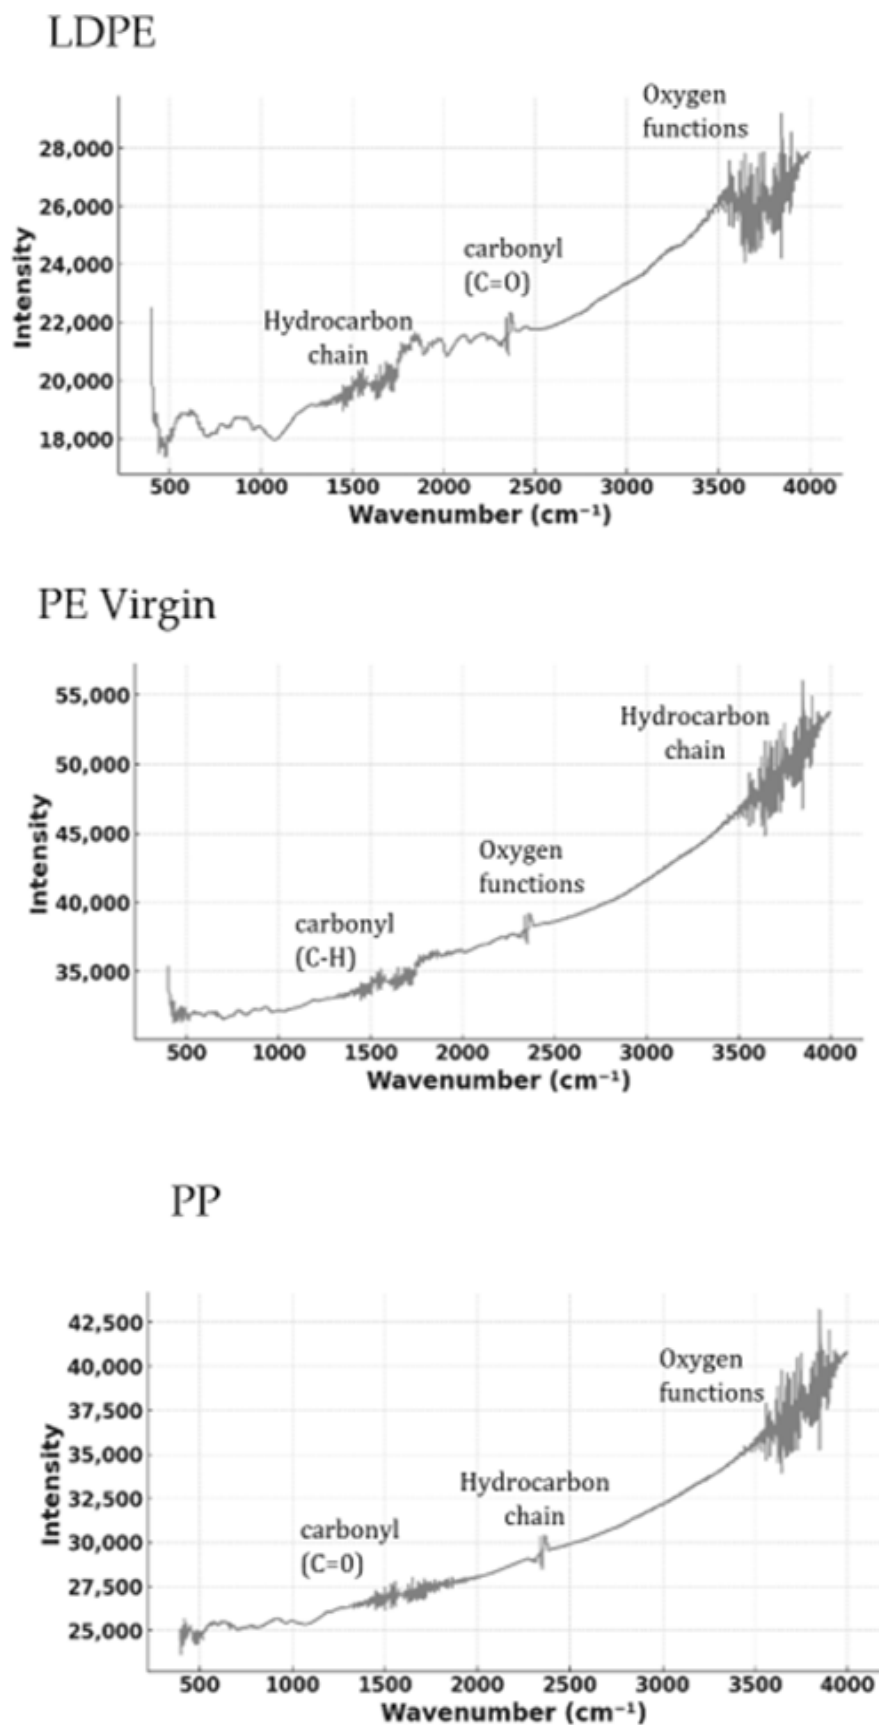 LDPE
Oxygen
functions
28,000
26,000
carbonyl
(C=O)
24,000
Hydrocarbon
chain
22,000
20,000
18,000
Intensity
500 1000 1500 2000 2500 3000 3500 4000
Wavenumber (cm⁻¹)
PE Virgin
55,000
Hydrocarbon
chain
50,000
45,000
Oxygen
functions
40,000
carbonyl
(C-H)
35,000
Intensity
500 1000 1500 2000 2500 3000 3500 4000
Wavenumber (cm⁻¹)
PP
42,500
Oxygen
functions
40,000
37,500
35,000
Hydrocarbon
chain
32,500
30,000
carbonyl
(C=0)
27,500
25,000
Intensity
500 1000 1500 2000 2500 3000 3500 4000
Wavenumber (cm⁻¹)